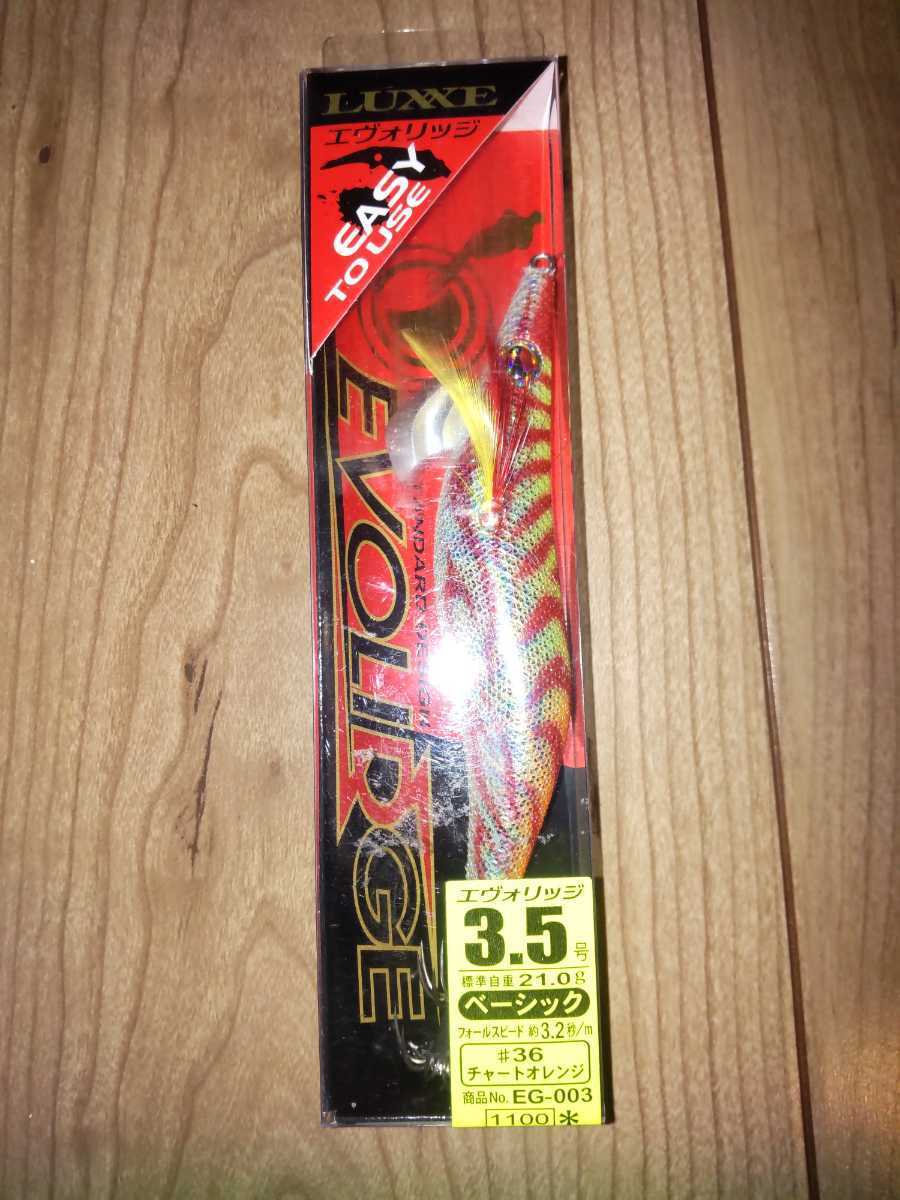 LUXXE
エヴォリッジ
EASY
TO USE
EVOLIRGE
エヴォリッジ
3.5号
標準自重 21.0g
ベーシック
フォールスピード 約3.2秒/m
♯36
チャートオレンジ
商品No. EG-003
1100 *